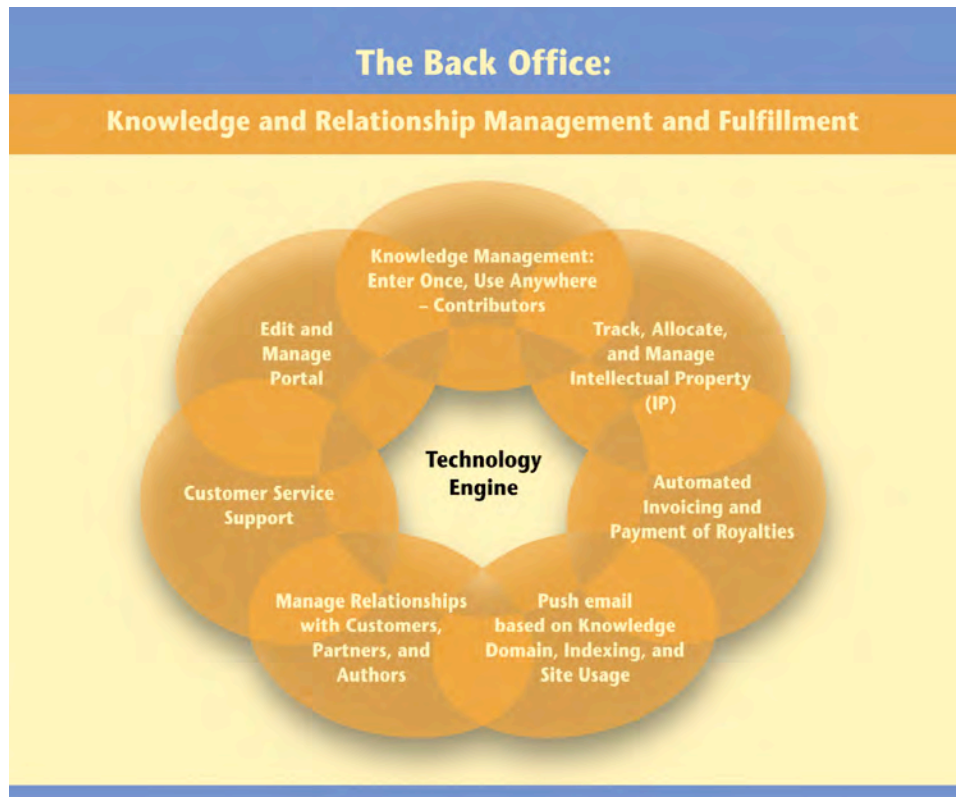 The Back Office:
Knowledge and Relationship Management and Fulfillment
Knowledge Management:
Enter Once, Use Anywhere
– Contributors
Track, Allocate,
and Manage
Intellectual Property
(IP)
Automated
Invoicing and
Payment of Royalties
Push email
based on Knowledge
Domain, Indexing, and
Site Usage
Manage Relationships
with Customers,
Partners, and
Authors
Customer Service
Support
Edit and
Manage
Portal
Technology
Engine